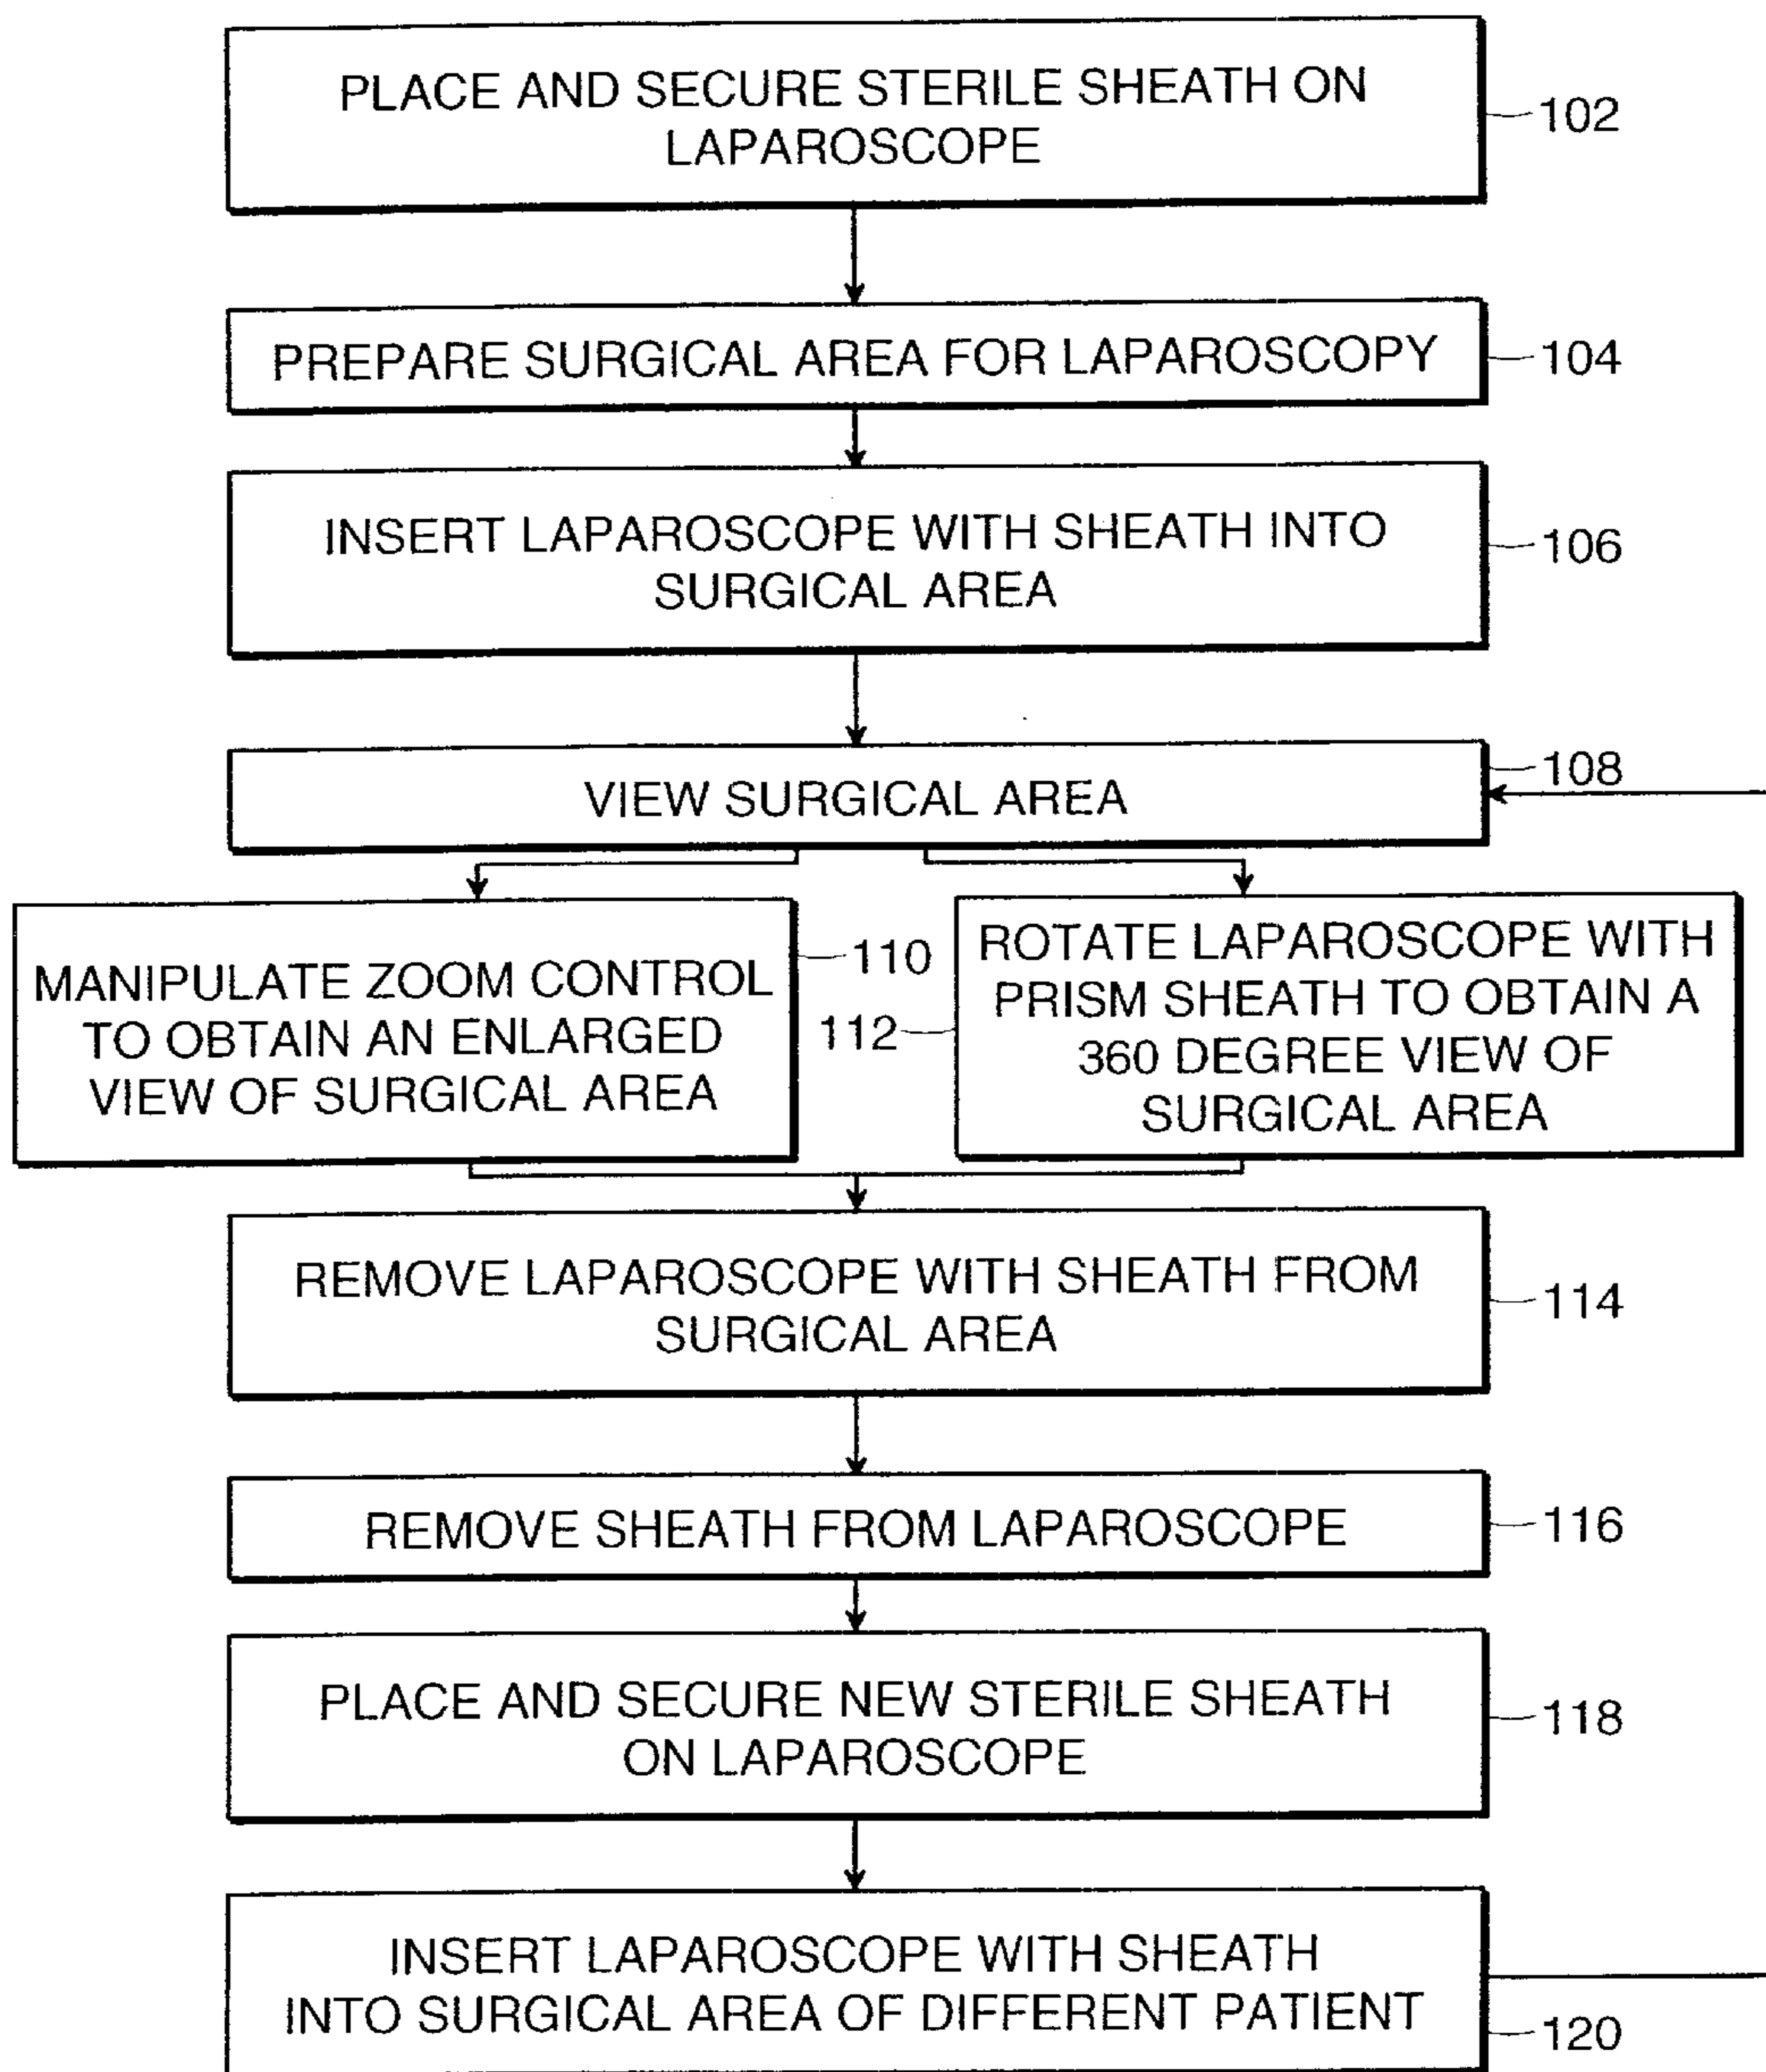 PLACE AND SECURE STERILE SHEATH ON
LAPAROSCOPE
102
PREPARE SURGICAL AREA FOR LAPAROSCOPY
104
INSERT LAPAROSCOPE WITH SHEATH INTO
SURGICAL AREA
106
VIEW SURGICAL AREA
108
MANIPULATE ZOOM CONTROL
TO OBTAIN AN ENLARGED
VIEW OF SURGICAL AREA
110
ROTATE LAPAROSCOPE WITH
PRISM SHEATH TO OBTAIN A
360 DEGREE VIEW OF
SURGICAL AREA
112
REMOVE LAPAROSCOPE WITH SHEATH FROM
SURGICAL AREA
114
REMOVE SHEATH FROM LAPAROSCOPE
116
PLACE AND SECURE NEW STERILE SHEATH
ON LAPAROSCOPE
118
INSERT LAPAROSCOPE WITH SHEATH
INTO SURGICAL AREA OF DIFFERENT PATIENT
120